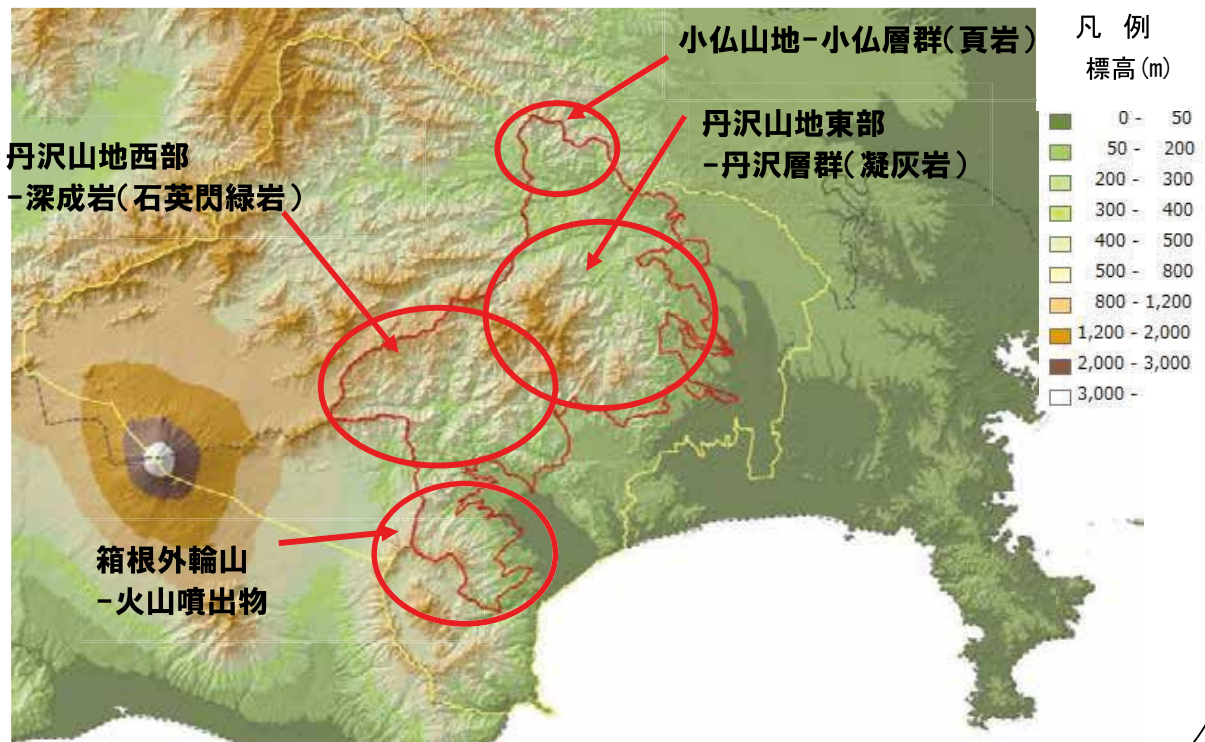 小仏山地-小仏層群(頁岩)
丹沢山地東部
-丹沢層群(凝灰岩)
丹沢山地西部
-深成岩(石英閃緑岩)
箱根外輪山
-火山噴出物
凡 例
標高(m)
0 - 50
50 - 200
200 - 300
300 - 400
400 - 500
500 - 800
800 - 1,200
1,200 - 2,000
2,000 - 3,000
3,000 -